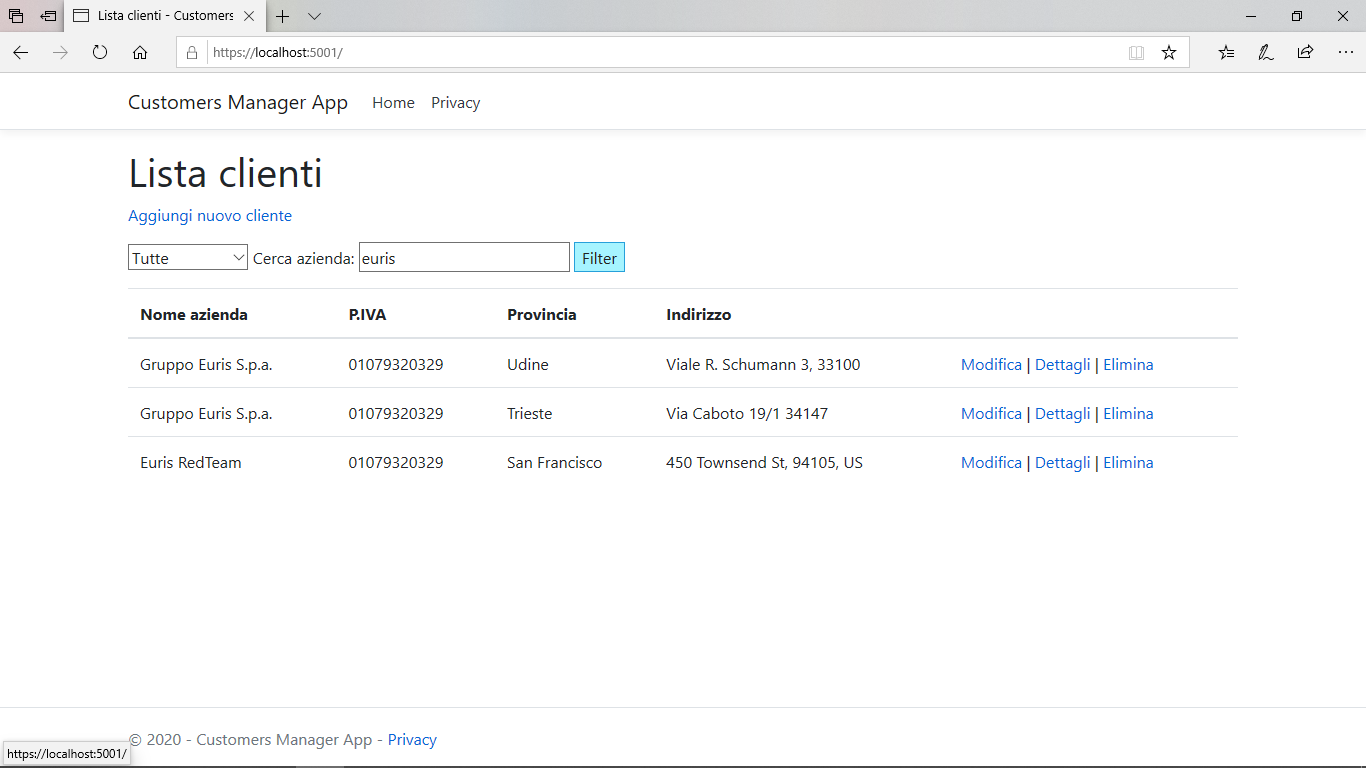 Lista clienti - Customers
https://localhost:5001/
Customers Manager App Home Privacy
Lista clienti
Aggiungi nuovo cliente
Tutte Cerca azienda: euris Filter
Nome azienda P.IVA Provincia Indirizzo
Gruppo Euris S.p.a. 01079320329 Udine Viale R. Schumann 3, 33100 Modifica | Dettagli | Elimina
Gruppo Euris S.p.a. 01079320329 Trieste Via Caboto 19/1 34147 Modifica | Dettagli | Elimina
Euris RedTeam 01079320329 San Francisco 450 Townsend St, 94105, US Modifica | Dettagli | Elimina
© 2020 - Customers Manager App - Privacy
https://localhost:5001/